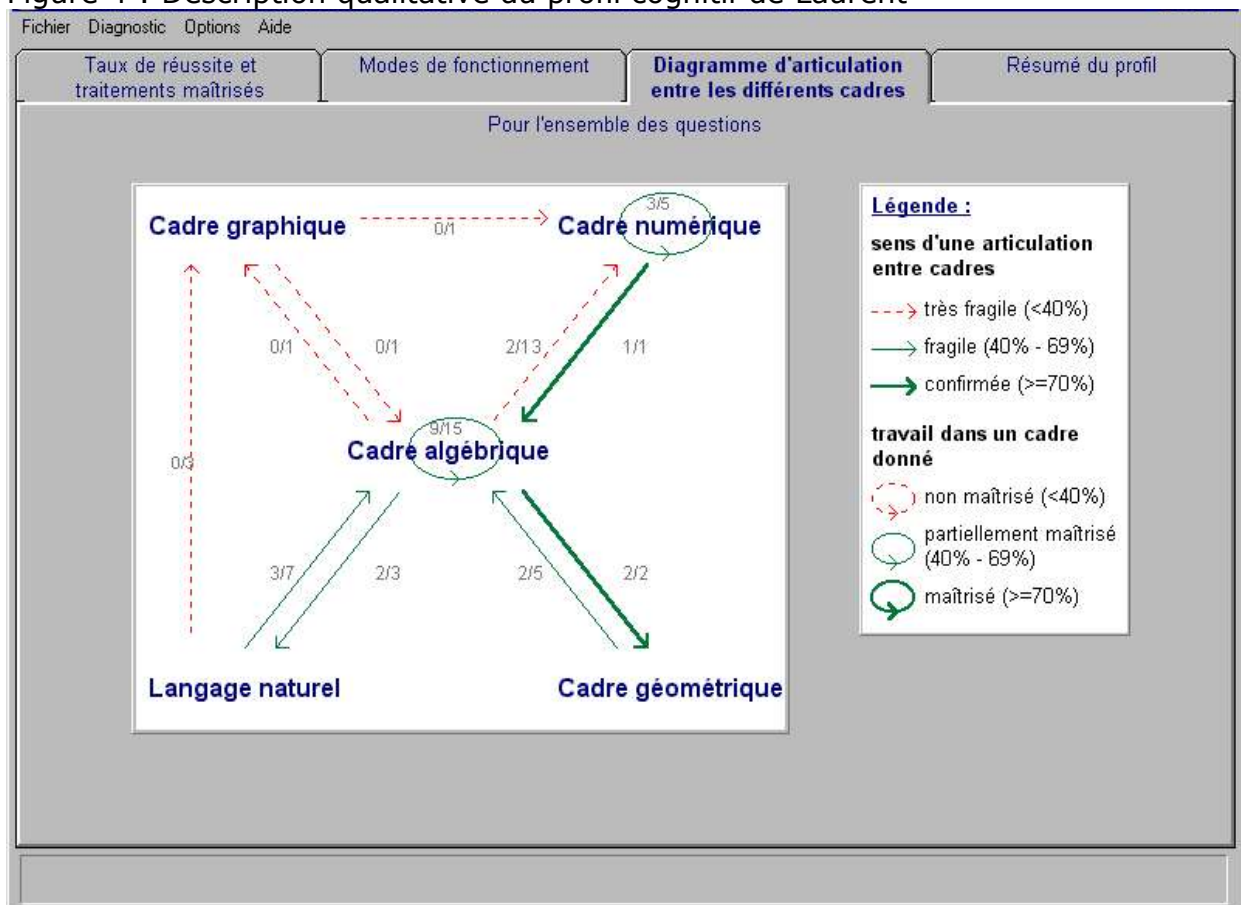 Figure 4 : Description qualitative du profil cognitif de Laurent
Fichier Diagnostic Options Aide
Taux de réussite et
traitements maîtrisés
Modes de fonctionnement
Diagramme d'articulation
entre les différents cadres
Résumé du profil
Pour l'ensemble des questions
3/5
Cadre graphique
0/1
Cadre numérique
0/1
0/1
2/13
1/1
9/15
Cadre algébrique
0/3
3/7
2/3
2/5
2/2
Langage naturel
Cadre géométrique
Légende :
sens d'une articulation
entre cadres
très fragile (<40%)
fragile (40% - 69%)
confirmée (>=70%)
travail dans un cadre
donné
non maîtrisé (<40%)
partiellement maîtrisé
(40% - 69%)
maîtrisé (>=70%)